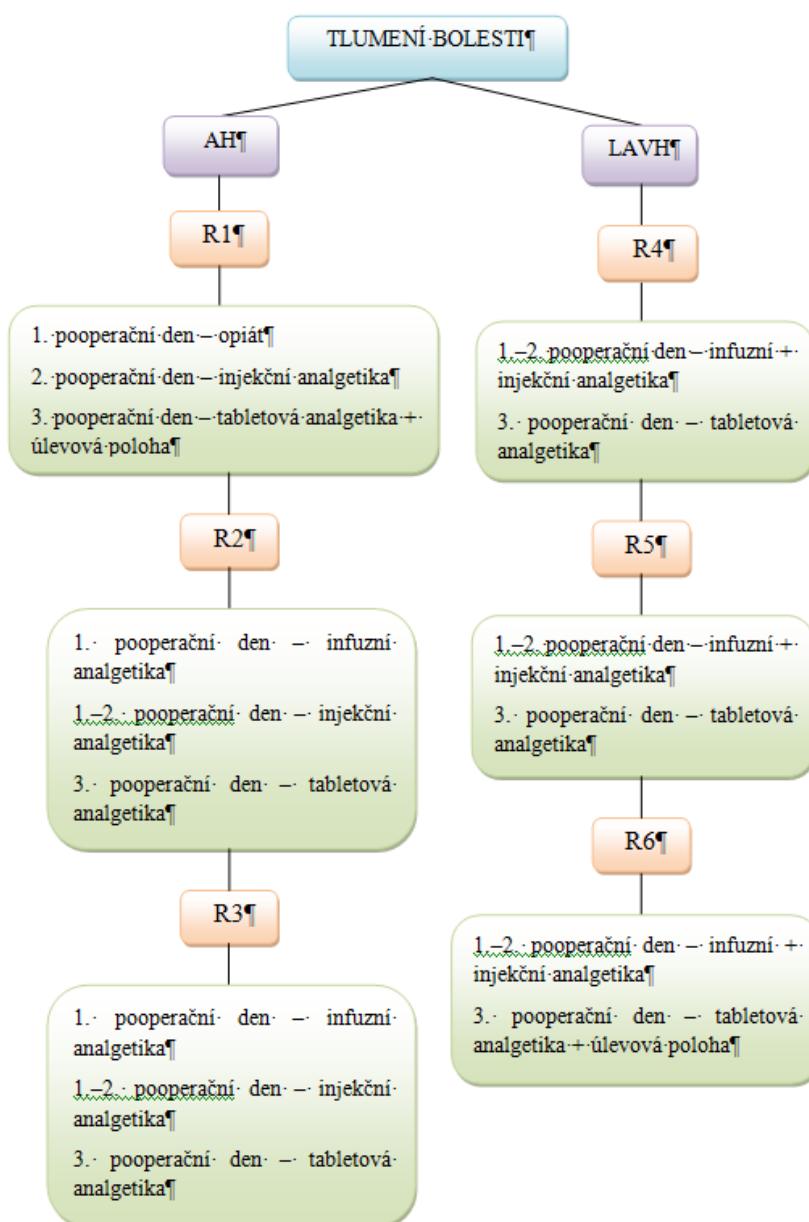 TLUMENÍ·BOLESTI¶
AH¶
R1¶
1.·pooperační·den·–·opiát¶
2.·pooperační·den·–·injekční·analgetika¶
3.·pooperační·den·–·tabletová·analgetika·+·
úlevová·poloha¶
R2¶
1.· pooperační· den· –· infuzní·
analgetika¶
1.–2.· pooperační· den· –· injekční·
analgetika¶
3.· pooperační· den· –· tabletová·
analgetika¶
R3¶
1.· pooperační· den· –· infuzní·
analgetika¶
1.–2.· pooperační· den· –· injekční·
analgetika¶
3.· pooperační· den· –· tabletová·
analgetika¶
LAVH¶
R4¶
1.–2.·pooperační·den·–·infuzní·+·
injekční·analgetika¶
3.· pooperační· den· –· tabletová·
analgetika¶
R5¶
1.–2.·pooperační·den·–·infuzní·+·
injekční·analgetika¶
3.· pooperační· den· –· tabletová·
analgetika¶
R6¶
1.–2.·pooperační· den· –· infuzní· +·
injekční·analgetika¶
3.· pooperační· den· –· tabletová·
analgetika·+·úlevová·poloha¶